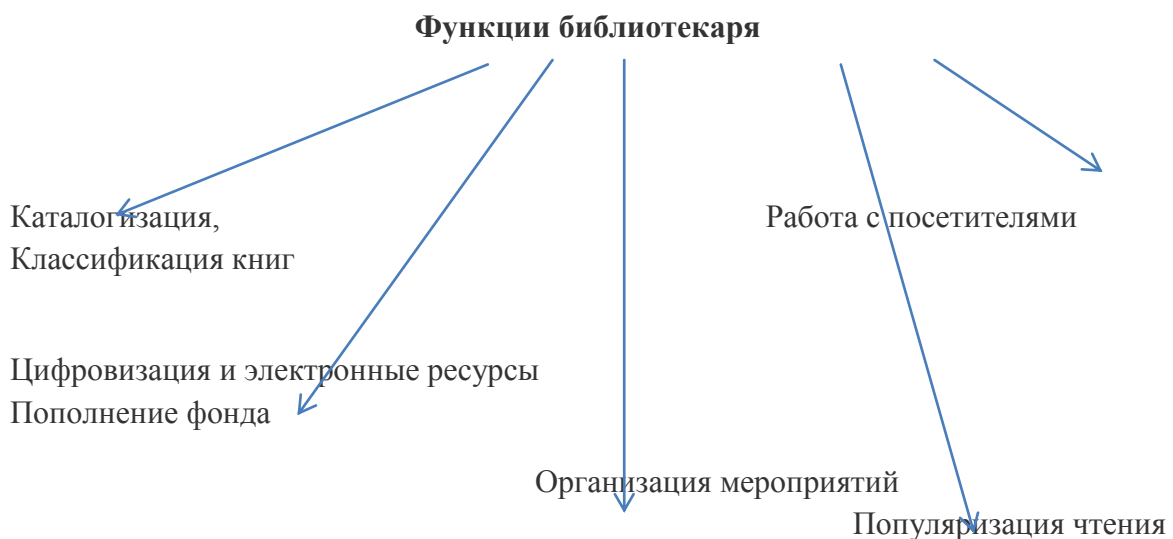 Функции библиотекаря
Каталогизация,
Классификация книг
Работа с посетителями
Цифровизация и электронные ресурсы
Пополнение фонда
Организация мероприятий
Популяризация чтения